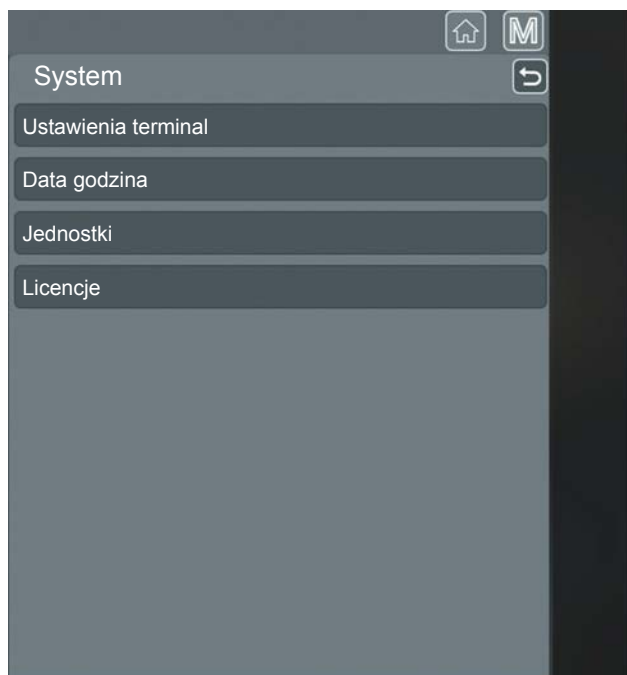 M
System
Ustawienia terminal
Data godzina
Jednostki
Licencje